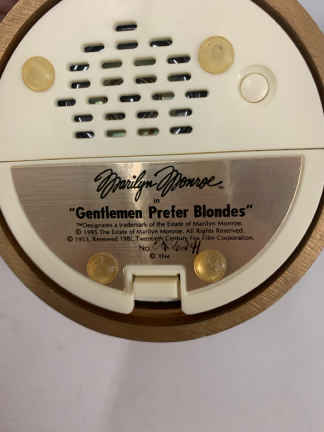 Marilyn Monroe
in
"Gentlemen Prefer Blondes"
™Designates a trademark of the Estate of Marilyn Monroe.
© 1995 The Estate of Marilyn Monroe. All Rights Reserved.
© 1953, Renewed 1981, Twentieth Century Fox Film Corporation.
No.